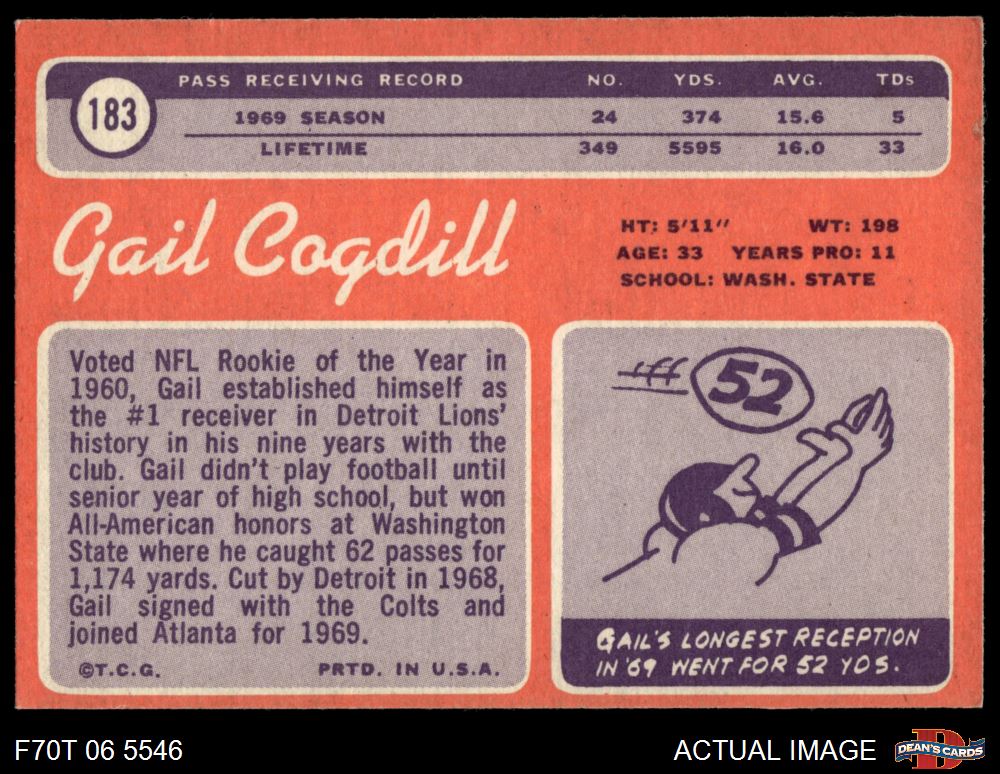 183
PASS RECEIVING RECORD NO. YDS. AVG. TDs
1969 SEASON 24 374 15.6 5
LIFETIME 349 5595 16.0 33
Gail Cogdill
HT: 5'11" WT: 198
AGE: 33 YEARS PRO: 11
SCHOOL: WASH. STATE
Voted NFL Rookie of the Year in
1960, Gail established himself as
the #1 receiver in Detroit Lions'
history in his nine years with the
club. Gail didn't play football until
senior year of high school, but won
All-American honors at Washington
State where he caught 62 passes for
1,174 yards. Cut by Detroit in 1968,
Gail signed with the Colts and
joined Atlanta for 1969.
©T.C.G. PRTD. IN U.S.A.
52
GAIL'S LONGEST RECEPTION
IN '69 WENT FOR 52 YDS.
F70T 06 5546
ACTUAL IMAGE
D
DEAN'S CARDS